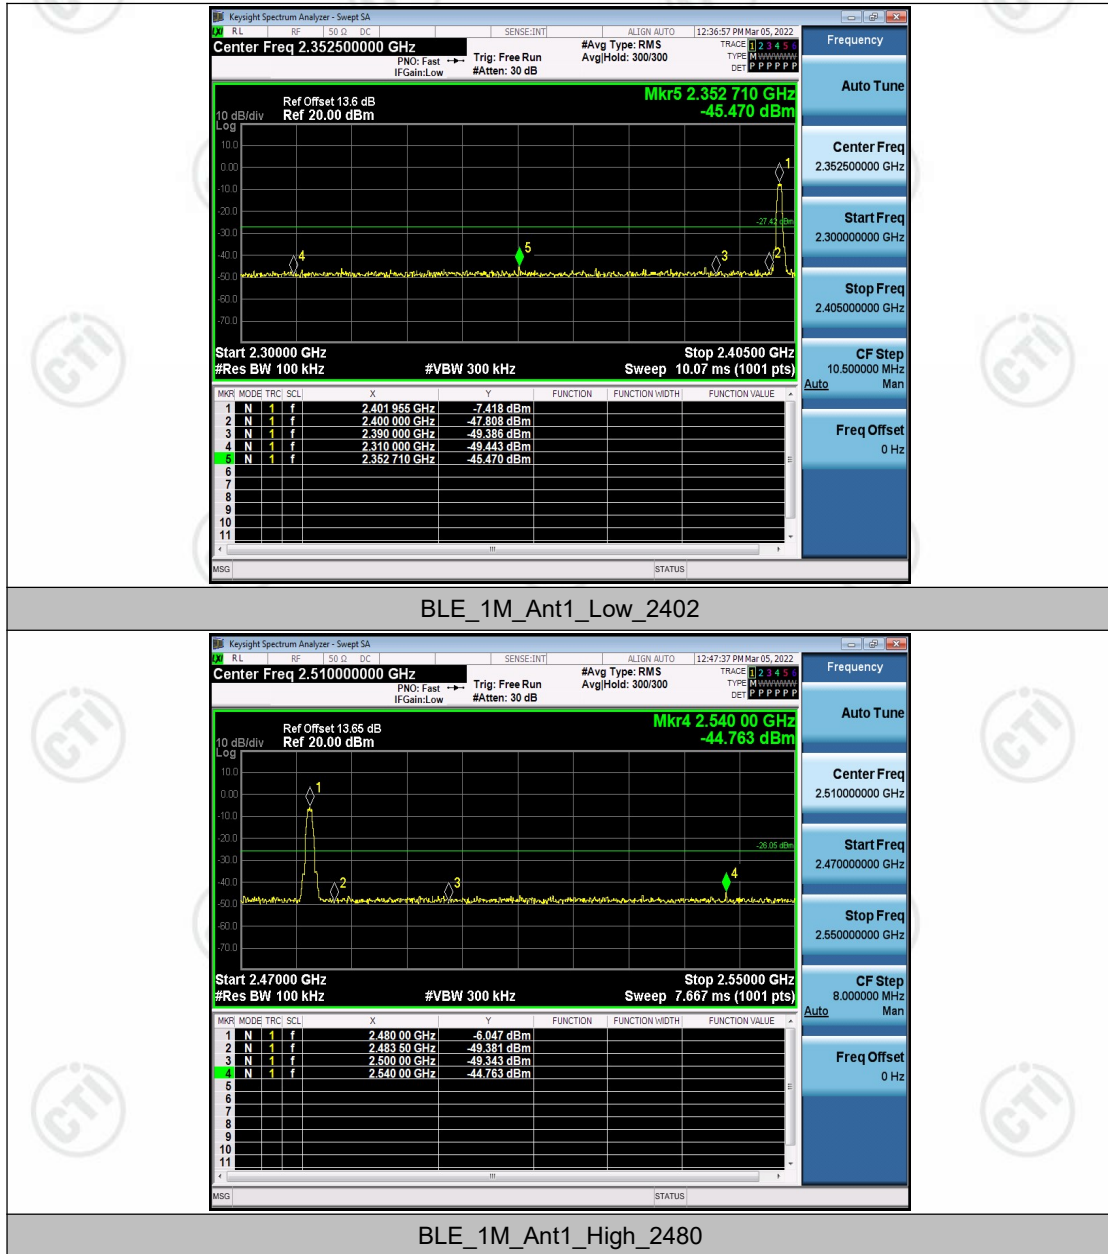 Keysight Spectrum Analyzer - Swept SA
LXI RL RF 50 Ω DC SENSE:INT ALIGN AUTO 12:36:57 PM Mar 05, 2022
Center Freq 2.352500000 GHz #Avg Type: RMS TRACE 1 2 3 4 5 6
PNO: Fast Trig: Free Run Avg|Hold: 300/300 TYPE M WWWWW
IFGain:Low #Atten: 30 dB DET P P P P P P
Frequency
Auto Tune
Mkr5 2.352 710 GHz
-45.470 dBm
Ref Offset 13.6 dB
10 dB/div Ref 20.00 dBm
Log
10.0
0.00
-10.0
-20.0
-30.0
-40.0
-50.0
-60.0
-70.0
-27.42 dBm
1
2
3
4
5
Start 2.30000 GHz Stop 2.40500 GHz
#Res BW 100 kHz #VBW 300 kHz Sweep 10.07 ms (1001 pts)
Center Freq
2.352500000 GHz
Start Freq
2.300000000 GHz
Stop Freq
2.405000000 GHz
CF Step
10.500000 MHz
Auto Man
Freq Offset
0 Hz
MKR MODE TRC SCL X Y FUNCTION FUNCTION WIDTH FUNCTION VALUE
1 N 1 f 2.401 955 GHz -7.418 dBm
2 N 1 f 2.400 000 GHz -47.808 dBm
3 N 1 f 2.390 000 GHz -49.386 dBm
4 N 1 f 2.310 000 GHz -49.443 dBm
5 N 1 f 2.352 710 GHz -45.470 dBm
6
7
8
9
10
11
MSG STATUS
BLE_1M_Ant1_Low_2402
Keysight Spectrum Analyzer - Swept SA
LXI RL RF 50 Ω DC SENSE:INT ALIGN AUTO 12:47:37 PM Mar 05, 2022
Center Freq 2.510000000 GHz #Avg Type: RMS TRACE 1 2 3 4 5 6
PNO: Fast Trig: Free Run Avg|Hold: 300/300 TYPE M WWWWW
IFGain:Low #Atten: 30 dB DET P P P P P P
Frequency
Auto Tune
Mkr4 2.540 00 GHz
-44.763 dBm
Ref Offset 13.65 dB
10 dB/div Ref 20.00 dBm
Log
10.0
0.00
-10.0
-20.0
-30.0
-40.0
-50.0
-60.0
-70.0
-26.05 dBm
1
2
3
4
Start 2.47000 GHz Stop 2.55000 GHz
#Res BW 100 kHz #VBW 300 kHz Sweep 7.667 ms (1001 pts)
Center Freq
2.510000000 GHz
Start Freq
2.470000000 GHz
Stop Freq
2.550000000 GHz
CF Step
8.000000 MHz
Auto Man
Freq Offset
0 Hz
MKR MODE TRC SCL X Y FUNCTION FUNCTION WIDTH FUNCTION VALUE
1 N 1 f 2.480 00 GHz -6.047 dBm
2 N 1 f 2.483 50 GHz -49.381 dBm
3 N 1 f 2.500 00 GHz -49.343 dBm
4 N 1 f 2.540 00 GHz -44.763 dBm
5
6
7
8
9
10
11
MSG STATUS
BLE_1M_Ant1_High_2480
CTI
CTI
CTI
CTI
CTI
CTI